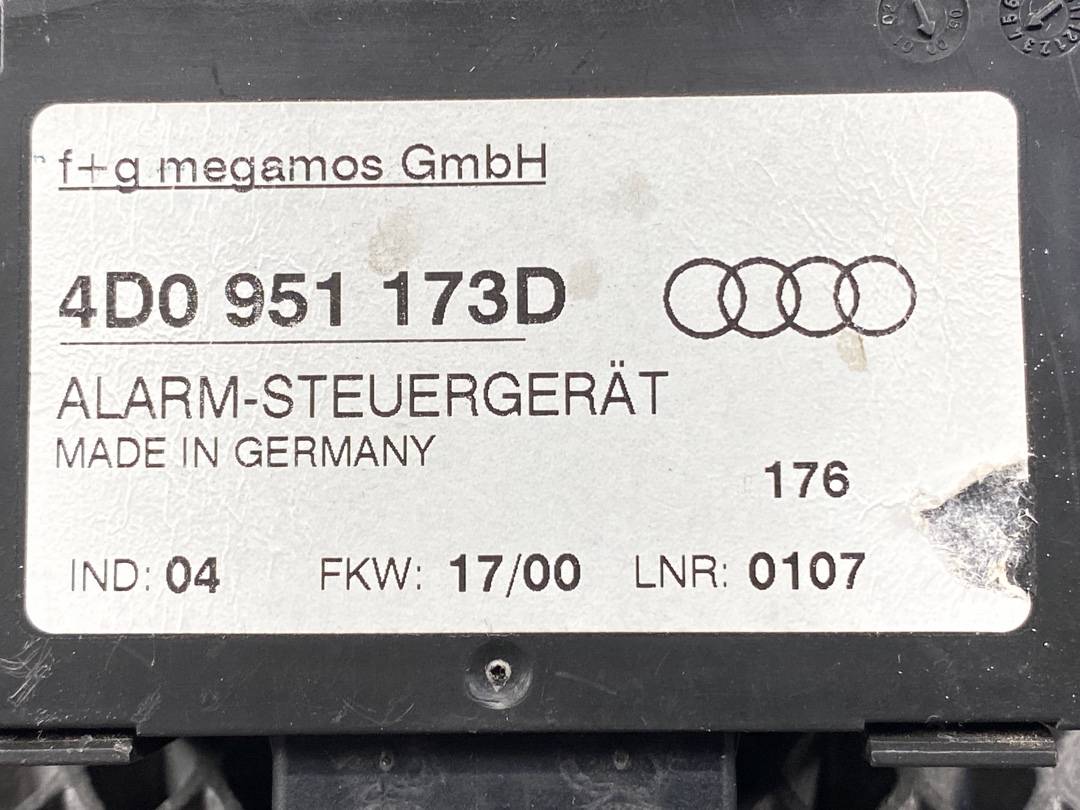 f+g megamos GmbH
4D0 951 173D
ALARM-STEUERGERÄT
MADE IN GERMANY
176
IND: 04 FKW: 17/00 LNR: 0107